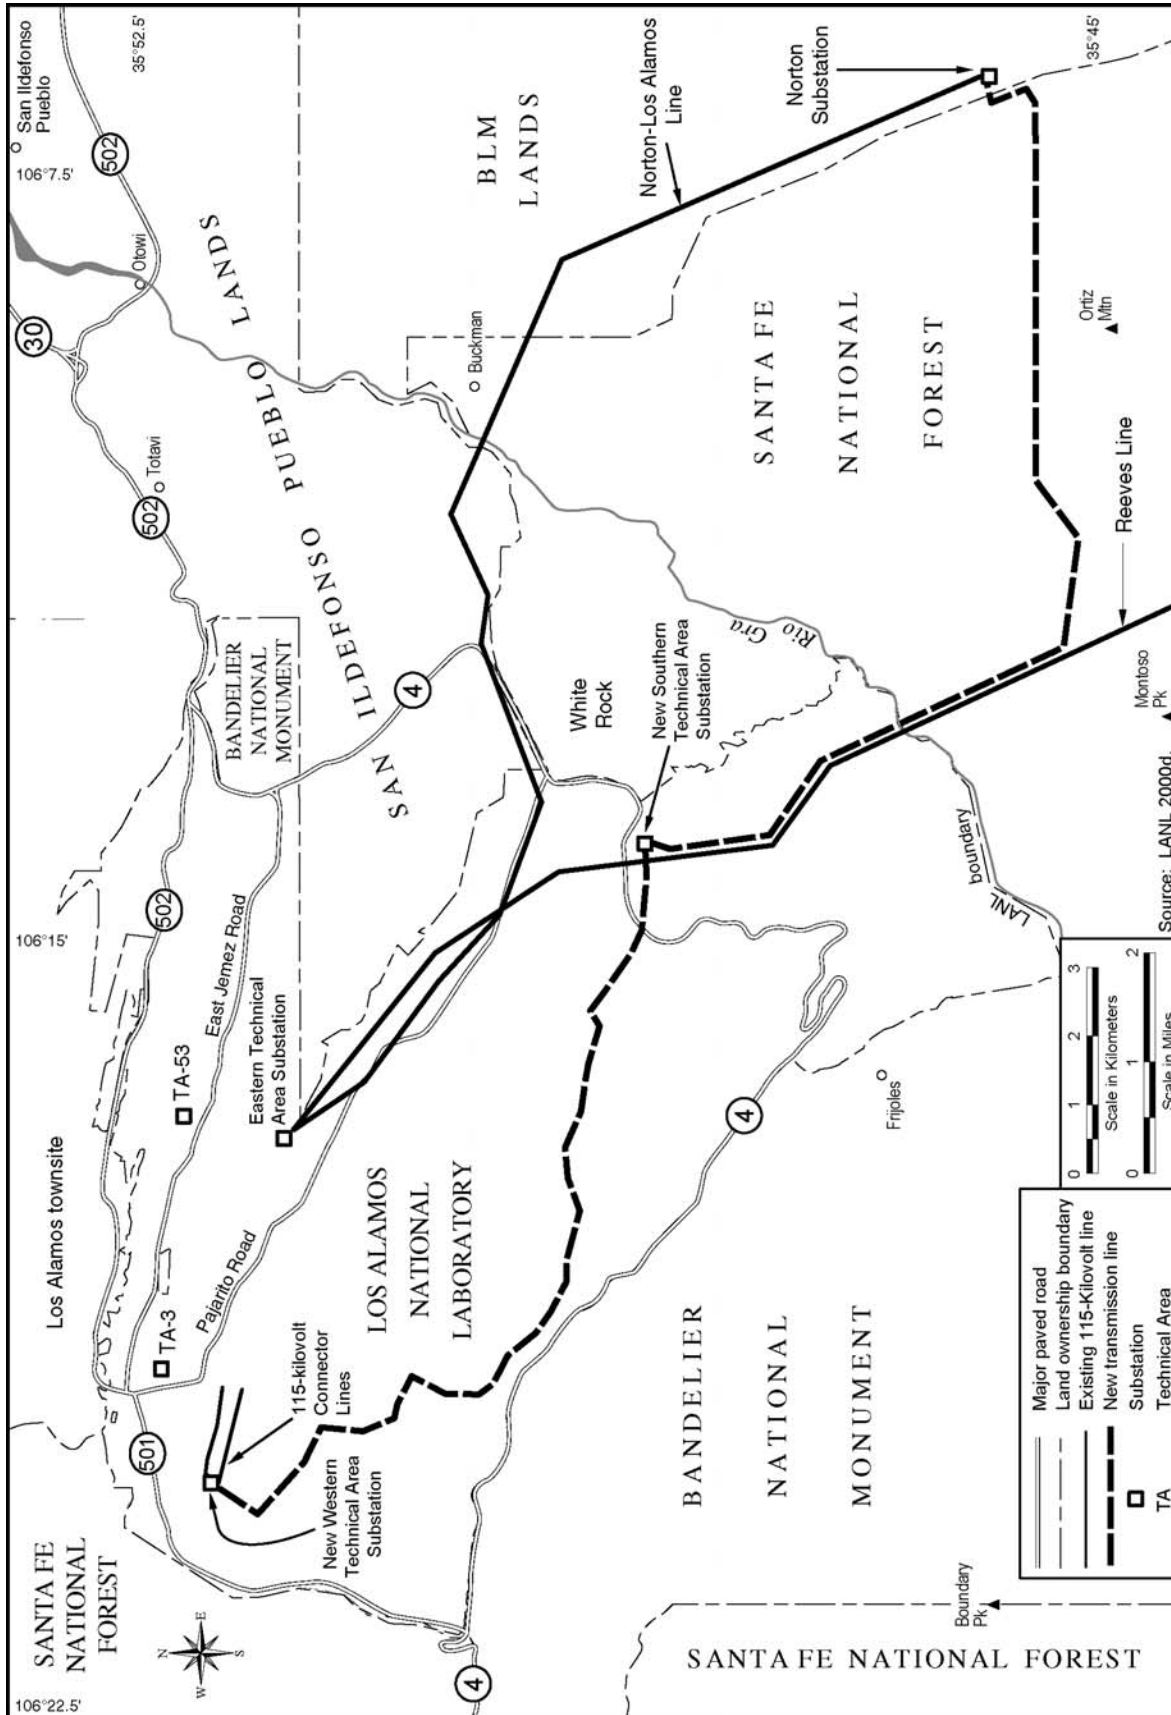 106°22.5'
106°15'
106°7.5'
San Ildefonso
Pueblo
35°52.5'
SANTA FE
NATIONAL
FOREST
N
E
S
W
Los Alamos townsite
501
TA-3
TA-53
502
Totavi
502
Otowi
30
502
East Jemez Road
Pajarito Road
BANDELIER
NATIONAL
MONUMENT
SAN ILDEFONSO PUEBLO LANDS
4
New Western
Technical Area
Substation
115-kilovolt
Connector
Lines
Eastern Technical
Area Substation
LOS ALAMOS
NATIONAL
LABORATORY
Buckman
BLM
LANDS
White
Rock
New Southern
Technical Area
Substation
Norton-Los Alamos
Line
Norton
Substation
35°45'
4
4
SANTA FE
NATIONAL
FOREST
Rio
Gra
BANDELIER
NATIONAL
MONUMENT
Frijoles
LANL
boundary
Ortiz
Mtn
Reeves Line
Montoso
Pk
Boundary
Pk
SANTA FE NATIONAL FOREST
Major paved road
Land ownership boundary
Existing 115-Kilovolt line
New transmission line
Substation
TA Technical Area
0 1 2 3
Scale in Kilometers
0 1 2
Scale in Miles
Source: LANL 2000d.